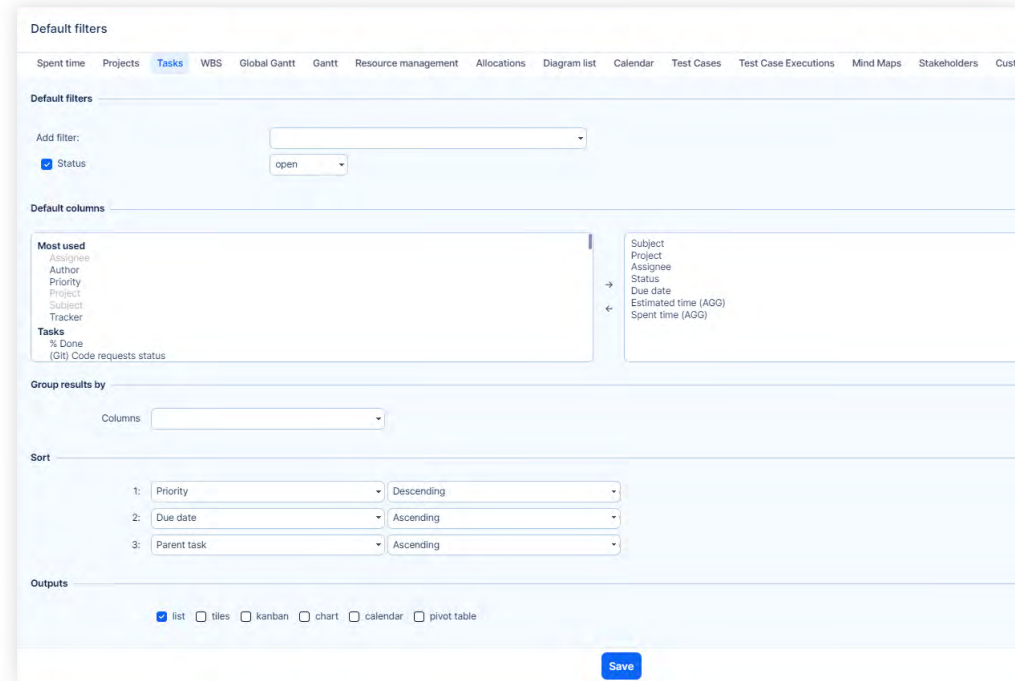 Default filters
Spent time Projects Tasks WBS Global Gantt Gantt Resource management Allocations Diagram list Calendar Test Cases Test Case Executions Mind Maps Stakeholders Cust
Default filters
Add filter:
Status open
Default columns
Most used
Assignee
Author
Priority
Project
Subject
Tracker
Tasks
% Done
(Git) Code requests status
→
←
Subject
Project
Assignee
Status
Due date
Estimated time (AGG)
Spent time (AGG)
Group results by
Columns
Sort
1: Priority Descending
2: Due date Ascending
3: Parent task Ascending
Outputs
list tiles kanban chart calendar pivot table
Save